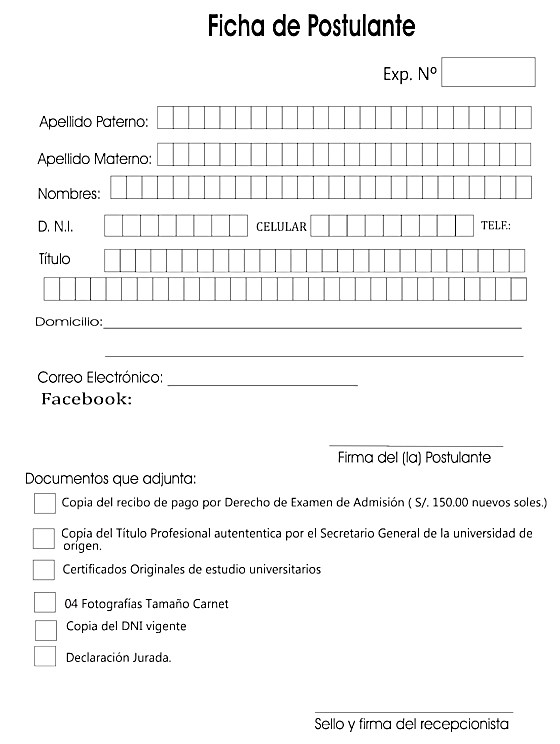 Ficha de Postulante
Exp. Nº
Apellido Paterno:
Apellido Materno:
Nombres:
D. N.I. CELULAR TELF.:
Título
Domicilio:
Correo Electrónico:
Facebook:
Firma del (la) Postulante
Documentos que adjunta:
Copia del recibo de pago por Derecho de Examen de Admisión ( S/. 150.00 nuevos soles.)
Copia del Título Profesional autententica por el Secretario General de la universidad de
origen.
Certificados Originales de estudio universitarios
04 Fotografías Tamaño Carnet
Copia del DNI vigente
Declaración Jurada.
Sello y firma del recepcionista